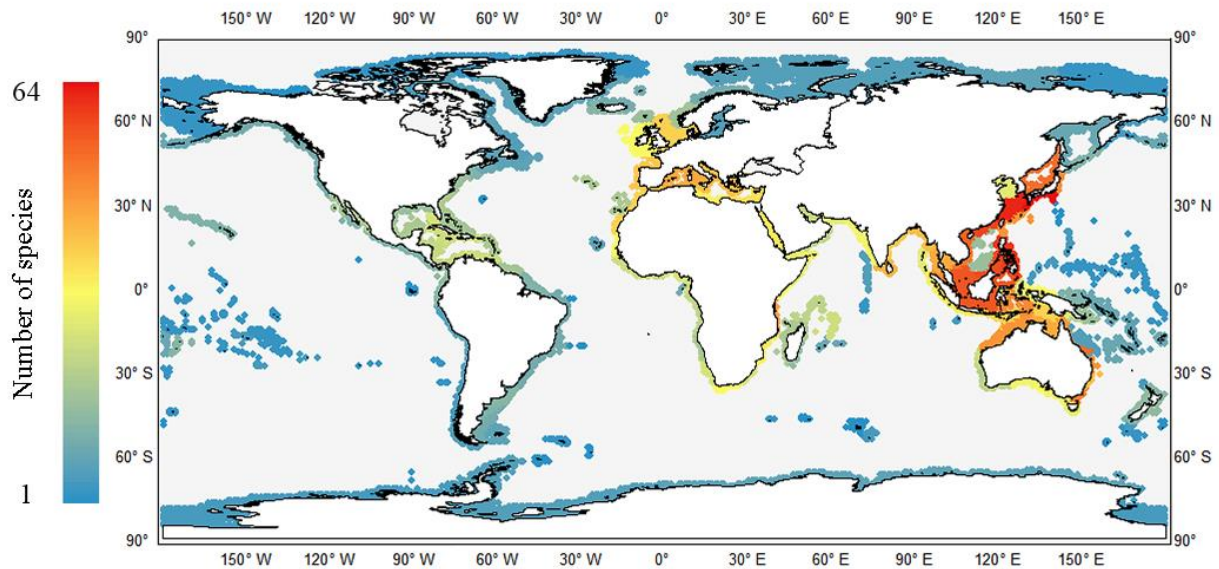 150° W 120° W 90° W 60° W 30° W 0° 30° E 60° E 90° E 120° E 150° E
90° 90°
64
60° N 60° N
30° N 30° N
Number of species
0° 0°
30° S 30° S
60° S 60° S
1
90° 90°
150° W 120° W 90° W 60° W 30° W 0° 30° E 60° E 90° E 120° E 150° E